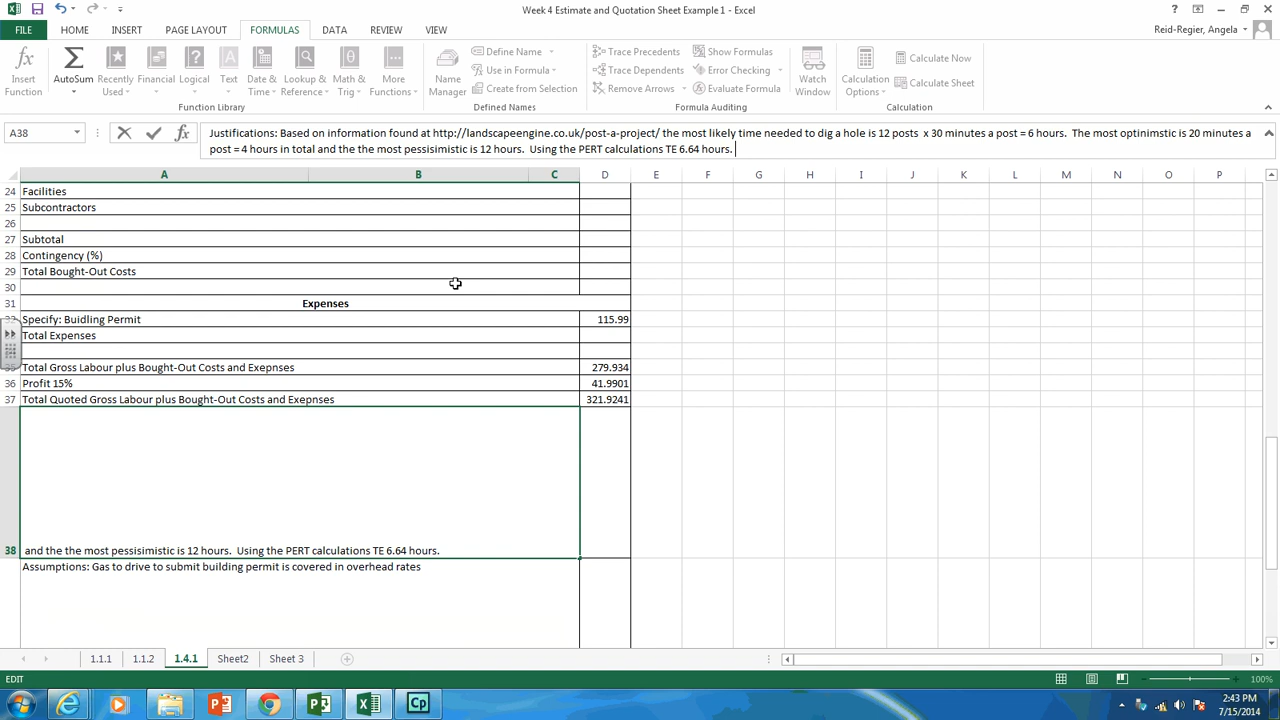 Week 4 Estimate and Quotation Sheet Example 1 - Excel
FILE HOME INSERT PAGE LAYOUT FORMULAS DATA REVIEW VIEW Reid-Regier, Angela
fx Insert Function
AutoSum
Recently Used
Financial
Logical
Text
Date & Time
Lookup & Reference
Math & Trig
More Functions
Function Library
Name Manager
Define Name
Use in Formula
Create from Selection
Defined Names
Trace Precedents
Trace Dependents
Remove Arrows
Show Formulas
Error Checking
Evaluate Formula
Formula Auditing
Watch Window
Calculation Options
Calculate Now
Calculate Sheet
Calculation
A38
fx
Justifications: Based on information found at http://landscapeengine.co.uk/post-a-project/ the most likely time needed to dig a hole is 12 posts x 30 minutes a post = 6 hours. The most optinimstic is 20 minutes a
post = 4 hours in total and the the most pessisimistic is 12 hours. Using the PERT calculations TE 6.64 hours.
A B C D E F G H I J K L M N O P
24 Facilities
25 Subcontractors
26
27 Subtotal
28 Contingency (%)
29 Total Bought-Out Costs
30
31 Expenses
Specify: Buidling Permit 115.99
Total Expenses
Total Gross Labour plus Bought-Out Costs and Exepnses 279.934
36 Profit 15% 41.9901
37 Total Quoted Gross Labour plus Bought-Out Costs and Exepnses 321.9241
38 and the the most pessisimistic is 12 hours. Using the PERT calculations TE 6.64 hours.
Assumptions: Gas to drive to submit building permit is covered in overhead rates
1.1.1 1.1.2 1.4.1 Sheet2 Sheet 3
EDIT 100%
2:43 PM
7/15/2014